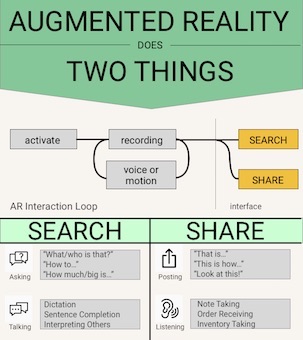 AUGMENTED REALITY
DOES
TWO THINGS
activate
recording
SEARCH
voice or
motion
SHARE
AR Interaction Loop
interface
SEARCH
SHARE
Asking
"What/who is that?"
"How to..."
"How much/big is..."
Posting
"That is..."
"This is how..."
"Look at this!"
Talking
Dictation
Sentence Completion
Interpreting Others
Listening
Note Taking
Order Receiving
Inventory Taking